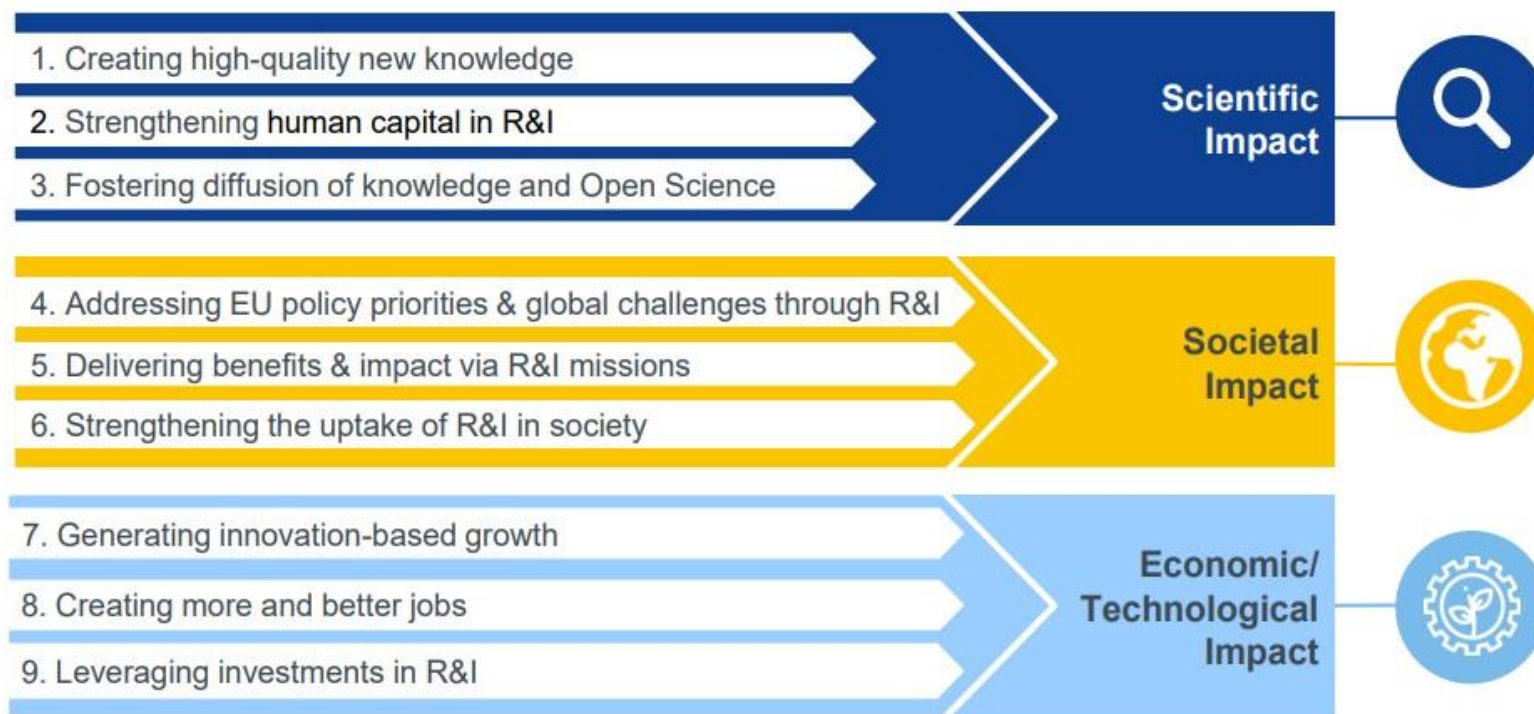 1. Creating high-quality new knowledge
2. Strengthening human capital in R&I
3. Fostering diffusion of knowledge and Open Science
Scientific
Impact
4. Addressing EU policy priorities & global challenges through R&I
5. Delivering benefits & impact via R&I missions
6. Strengthening the uptake of R&I in society
Societal
Impact
7. Generating innovation-based growth
8. Creating more and better jobs
9. Leveraging investments in R&I
Economic/
Technological
Impact